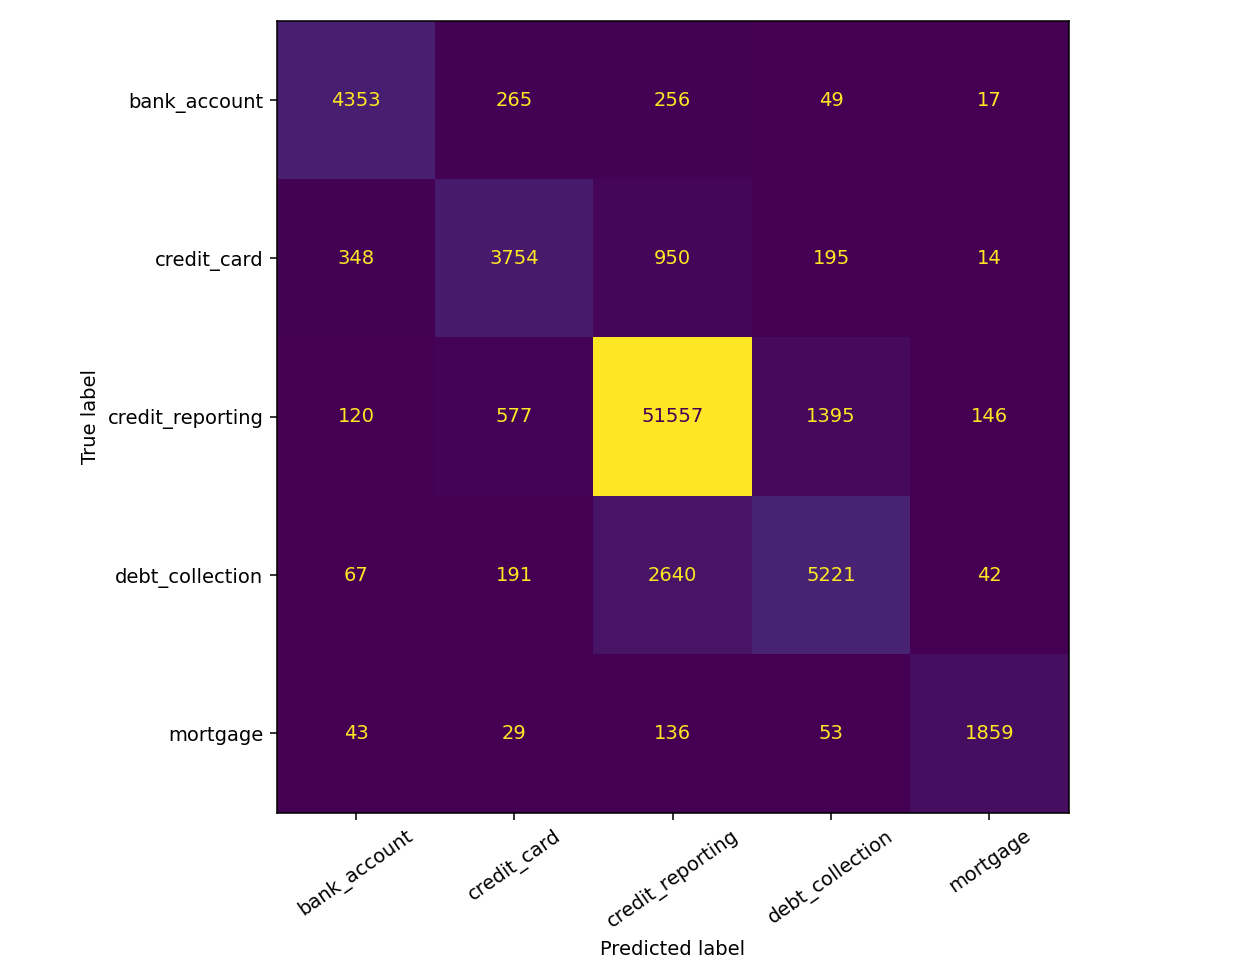 bank_account 4353 265 256 49 17
credit_card 348 3754 950 195 14
True label
credit_reporting 120 577 51557 1395 146
debt_collection 67 191 2640 5221 42
mortgage 43 29 136 53 1859
bank_account credit_card credit_reporting debt_collection mortgage
Predicted label